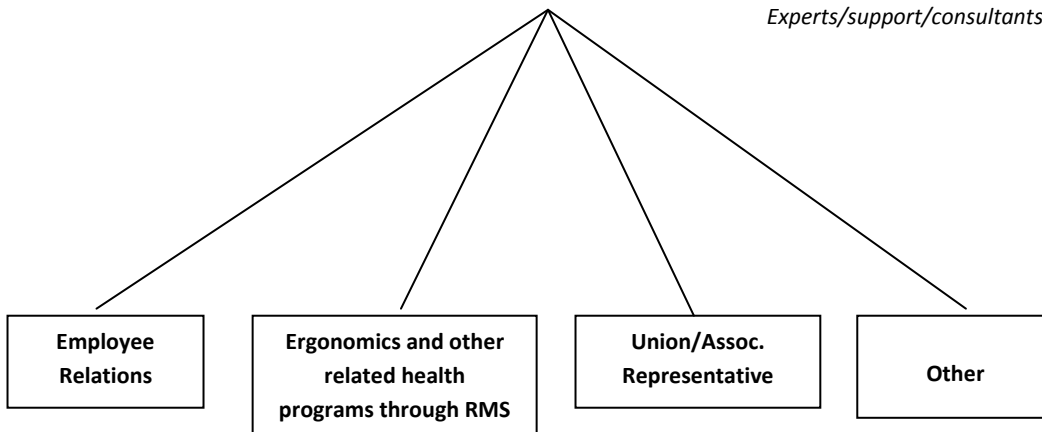 Experts/support/consultants
Employee
Relations
Ergonomics and other
related health
programs through RMS
Union/Assoc.
Representative
Other